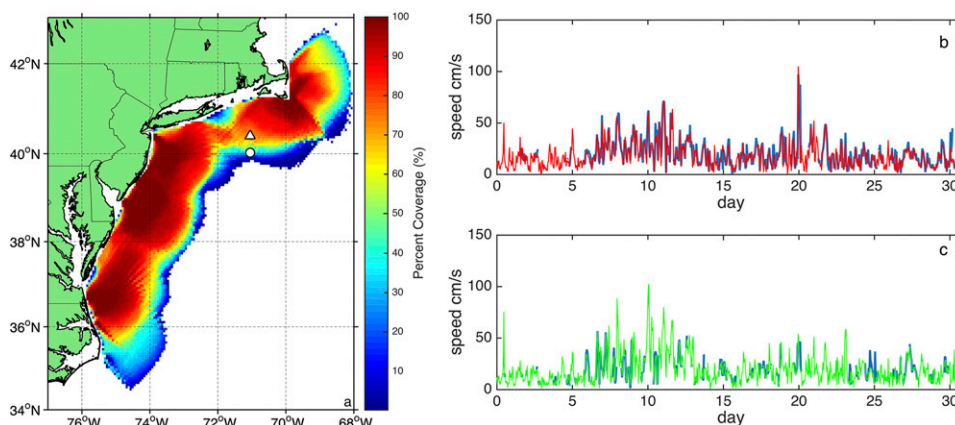 42°N
40°N
38°N
36°N
34°N
76°W
74°W
72°W
70°W
68°W
a
100
90
80
70
60
50
40
30
20
10
0
Percent Coverage (%)
b
150
100
50
0
speed cm/s
0 5 10 15 20 25 30
day
c
150
100
50
0
speed cm/s
0 5 10 15 20 25 30
day